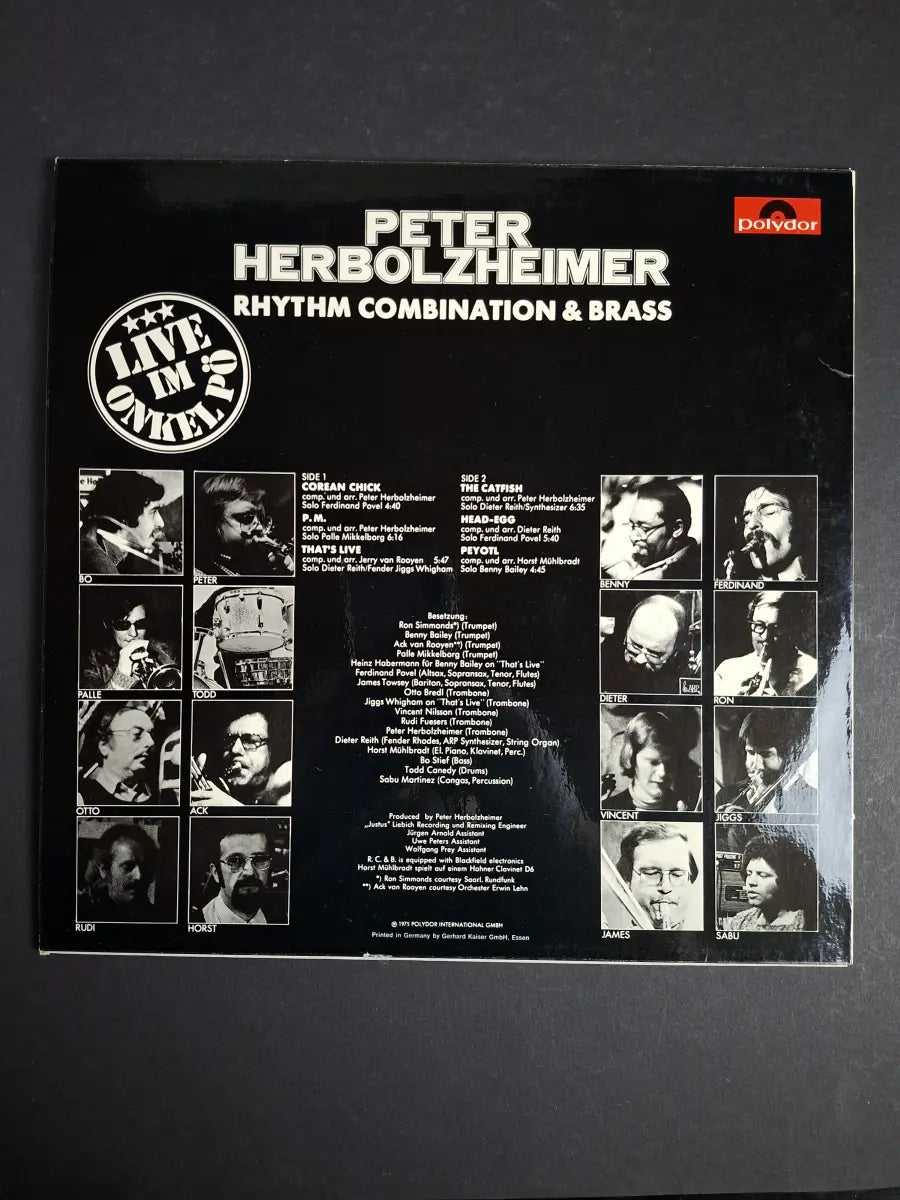 polydor
PETER
HERBOLZHEIMER
RHYTHM COMBINATION & BRASS
LIVE
IM
ONKEL PÖ
SIDE 1
COREAN CHICK
comp. und arr. Peter Herbolzheimer
Solo Ferdinand Povel 4:40
P. M.
comp. und arr. Peter Herbolzheimer
Solo Palle Mikkelborg 6:16
THAT'S LIVE
comp. und arr. Jerry van Rooyen 5:47
Solo Dieter Reith/Fender Jiggs Whigham
SIDE 2
THE CATFISH
comp. und arr. Peter Herbolzheimer
Solo Dieter Reith/Synthesizer 6:35
HEAD-EGG
comp. und arr. Dieter Reith
Solo Ferdinand Povel 5:40
PEYOTL
comp. und arr. Horst Mühlbradt
Solo Benny Bailey 4:45
BO
PETER
BENNY
FERDINAND
PALLE
TODD
DIETER
ARP
RON
OTTO
ACK
VINCENT
JIGGS
RUDI
HORST
JAMES
SABU
Besetzung:
Ron Simmonds*) (Trumpet)
Benny Bailey (Trumpet)
Ack van Rooyen**) (Trumpet)
Palle Mikkelborg (Trumpet)
Heinz Habermann für Benny Bailey on "That's Live"
Ferdinand Povel (Altsax, Sopransax, Tenor, Flutes)
James Towsey (Bariton, Sopransax, Tenor, Flutes)
Otto Bredl (Trombone)
Jiggs Whigham on "That's Live" (Trombone)
Vincent Nilsson (Trombone)
Rudi Fuesers (Trombone)
Peter Herbolzheimer (Trombone)
Dieter Reith (Fender Rhodes, ARP Synthesizer, String Organ)
Horst Mühlbradt (El. Piano, Klavinet, Perc.)
Bo Stief (Bass)
Todd Canedy (Drums)
Sabu Martinez (Congas, Percussion)
Produced by Peter Herbolzheimer
„Justus" Liebich Recording und Remixing Engineer
Jürgen Arnold Assistant
Uwe Peters Assistant
Wolfgang Prey Assistant
R. C. & B. is equipped with Blackfield electronics
Horst Mühlbradt spielt auf einem Hohner Clavinet D6
*) Ron Simmonds courtesy Saarl. Rundfunk
**) Ack van Rooyen courtesy Orchester Erwin Lehn
℗ 1975 POLYDOR INTERNATIONAL GMBH
Printed in Germany by Gerhard Kaiser GmbH, Essen